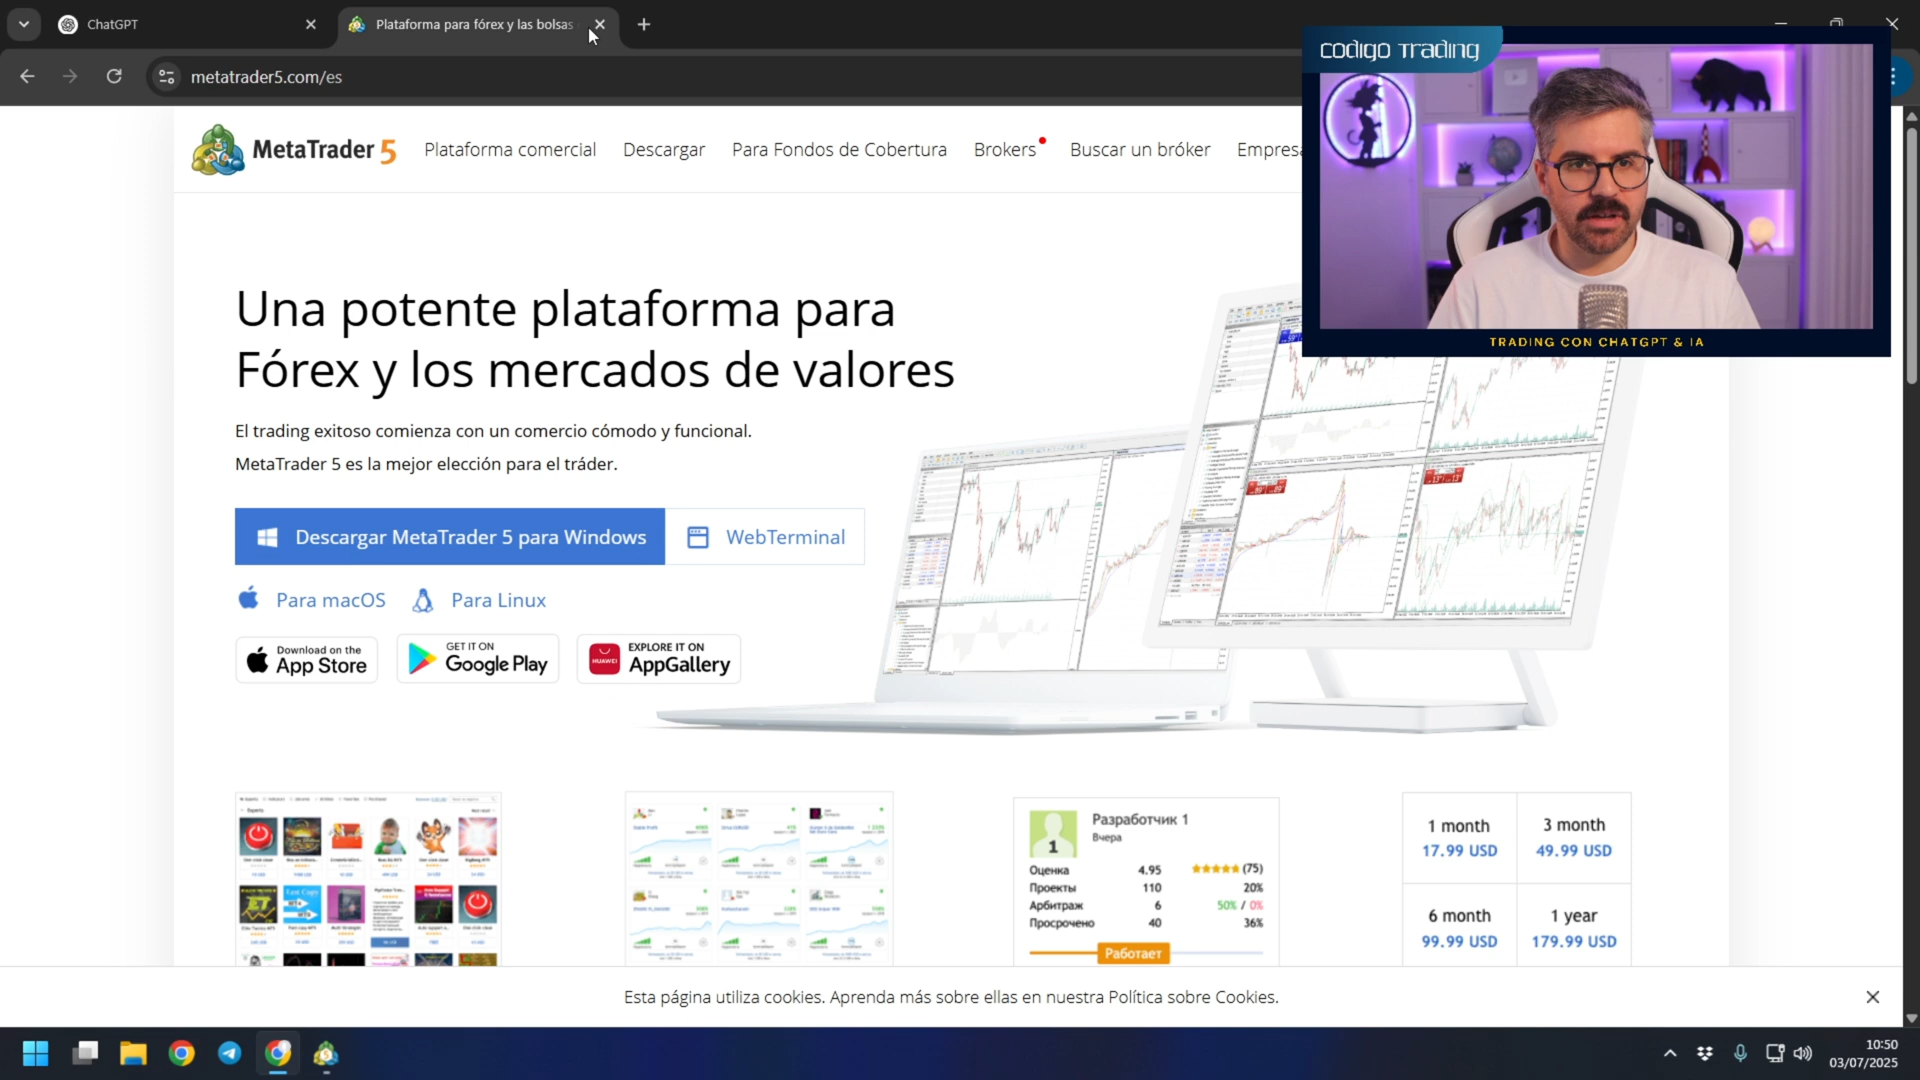 ChatGPT
Plataforma para fórex y las bolsas
metatrader5.com/es
codigo Trading
MetaTrader 5
Plataforma comercial
Descargar
Para Fondos de Cobertura
Brokers
Buscar un bróker
Empresa
TRADING CON CHATGPT & IA
Una potente plataforma para
Fórex y los mercados de valores
El trading exitoso comienza con un comercio cómodo y funcional.
MetaTrader 5 es la mejor elección para el tráder.
Descargar MetaTrader 5 para Windows
WebTerminal
Para macOS
Para Linux
Download on the
App Store
GET IT ON
Google Play
HUAWEI
EXPLORE IT ON
AppGallery
Разработчик 1
Вчера
1
Оценка 4.95 (75)
Проекты 110 20%
Арбитраж 6 50% / 0%
Просрочено 40 36%
Работает
1 month
17.99 USD
3 month
49.99 USD
6 month
99.99 USD
1 year
179.99 USD
Esta página utiliza cookies. Aprenda más sobre ellas en nuestra Política sobre Cookies.
10:50
03/07/2025